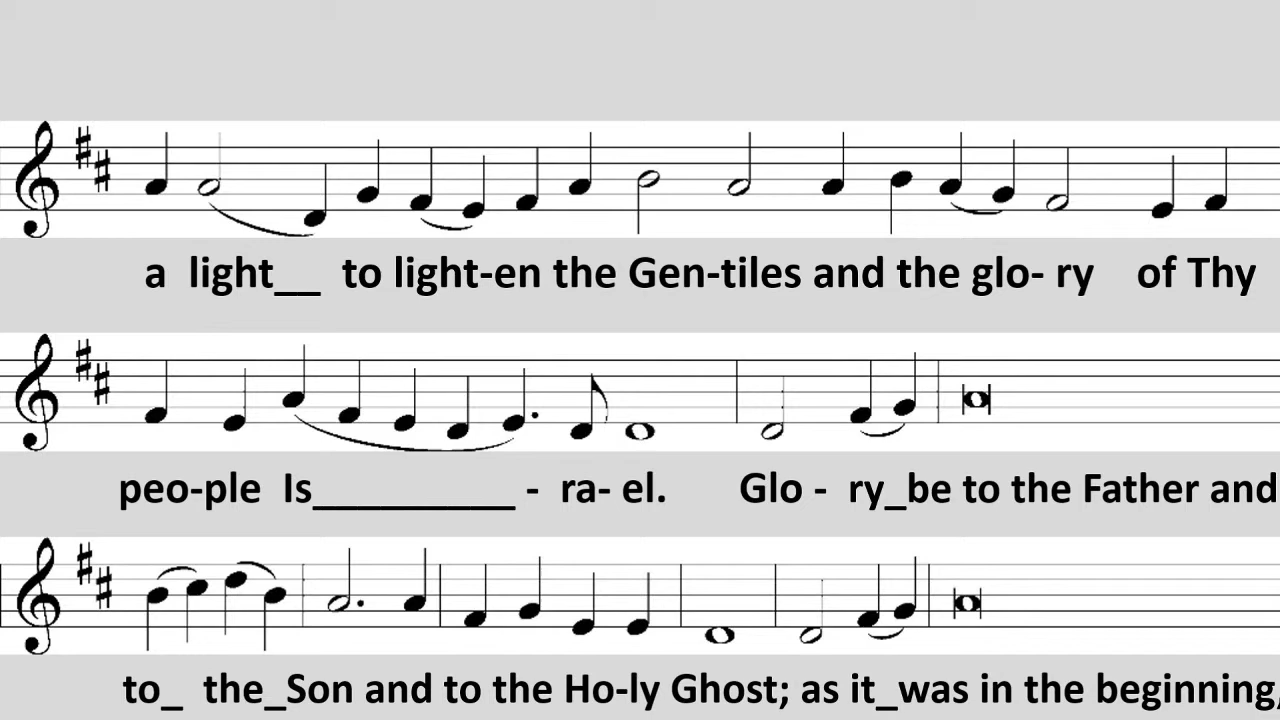 a light__ to light-en the Gen-tiles and the glo- ry of Thy
peo-ple Is_________ - ra- el. Glo - ry_be to the Father and
to_ the_Son and to the Ho-ly Ghost; as it_was in the beginning,